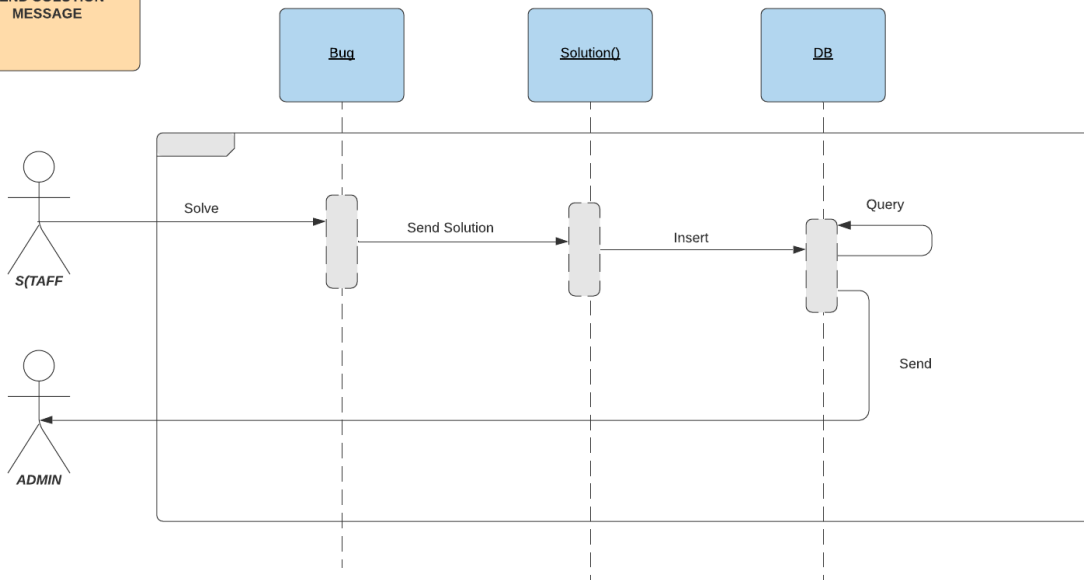 MESSAGE
Bug
Solution()
DB
Solve
Send Solution
Insert
Query
S(TAFF
Send
ADMIN